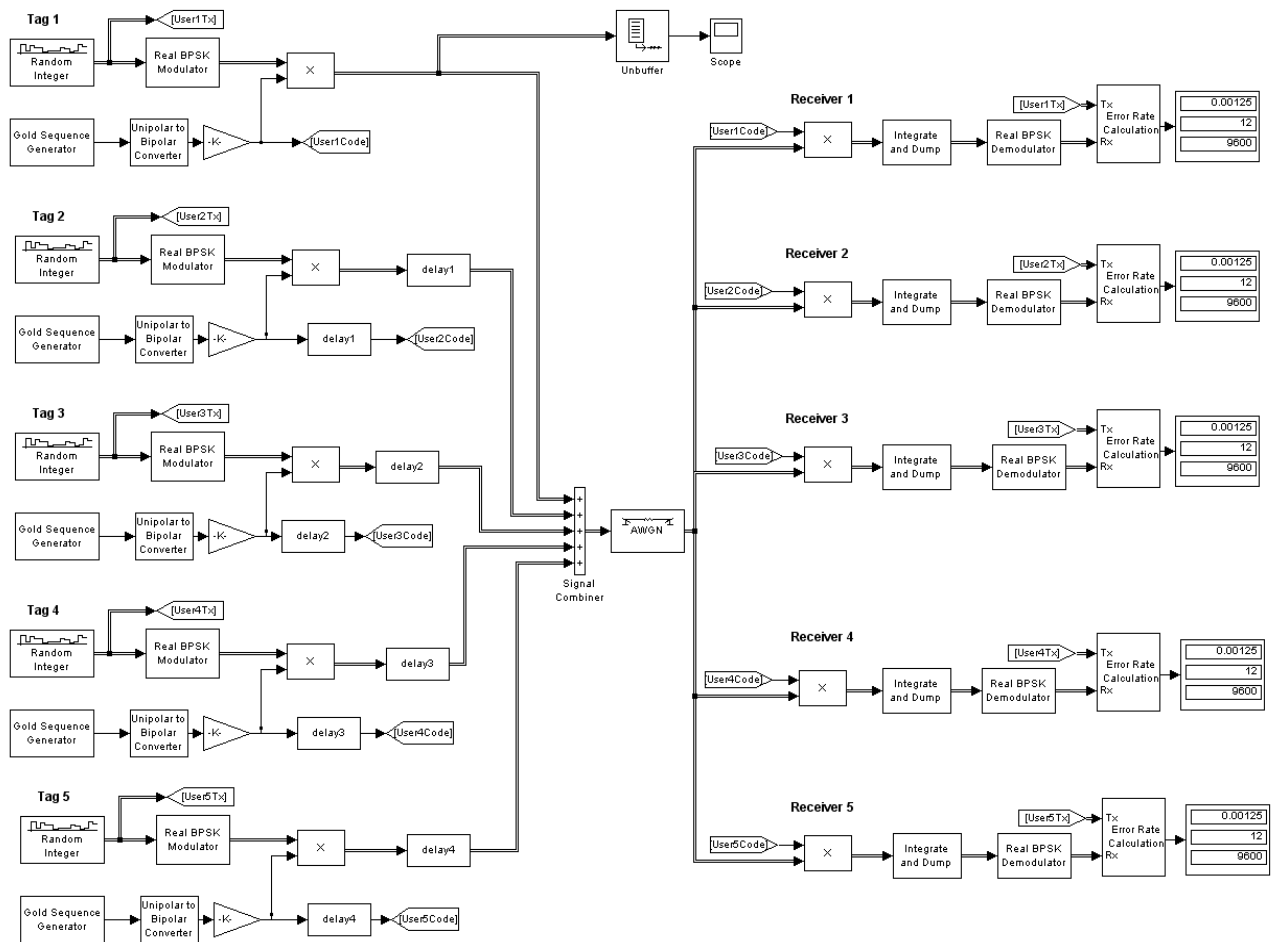 Tag 1
[User1Tx]
Random
Integer
Real BPSK
Modulator
×
Unbuffer
Scope
Gold Sequence
Generator
Unipolar to
Bipolar
Converter
-K-
[User1Code]
Tag 2
[User2Tx]
Random
Integer
Real BPSK
Modulator
×
delay1
Gold Sequence
Generator
Unipolar to
Bipolar
Converter
-K-
delay1
[User2Code]
Tag 3
[User3Tx]
Random
Integer
Real BPSK
Modulator
×
delay2
Gold Sequence
Generator
Unipolar to
Bipolar
Converter
-K-
delay2
[User3Code]
Tag 4
[User4Tx]
Random
Integer
Real BPSK
Modulator
×
delay3
Gold Sequence
Generator
Unipolar to
Bipolar
Converter
-K-
delay3
[User4Code]
Tag 5
[User5Tx]
Random
Integer
Real BPSK
Modulator
×
delay4
Gold Sequence
Generator
Unipolar to
Bipolar
Converter
-K-
delay4
[User5Code]
+
+
+
+
+
Signal
Combiner
AWGN
Receiver 1
[User1Code]
×
Integrate
and Dump
Real BPSK
Demodulator
[User1Tx]
Tx
Error Rate
Calculation
Rx
0.00125
12
9600
Receiver 2
[User2Code]
×
Integrate
and Dump
Real BPSK
Demodulator
[User2Tx]
Tx
Error Rate
Calculation
Rx
0.00125
12
9600
Receiver 3
[User3Code]
×
Integrate
and Dump
Real BPSK
Demodulator
[User3Tx]
Tx
Error Rate
Calculation
Rx
0.00125
12
9600
Receiver 4
[User4Code]
×
Integrate
and Dump
Real BPSK
Demodulator
[User4Tx]
Tx
Error Rate
Calculation
Rx
0.00125
12
9600
Receiver 5
[User5Code]
×
Integrate
and Dump
Real BPSK
Demodulator
[User5Tx]
Tx
Error Rate
Calculation
Rx
0.00125
12
9600